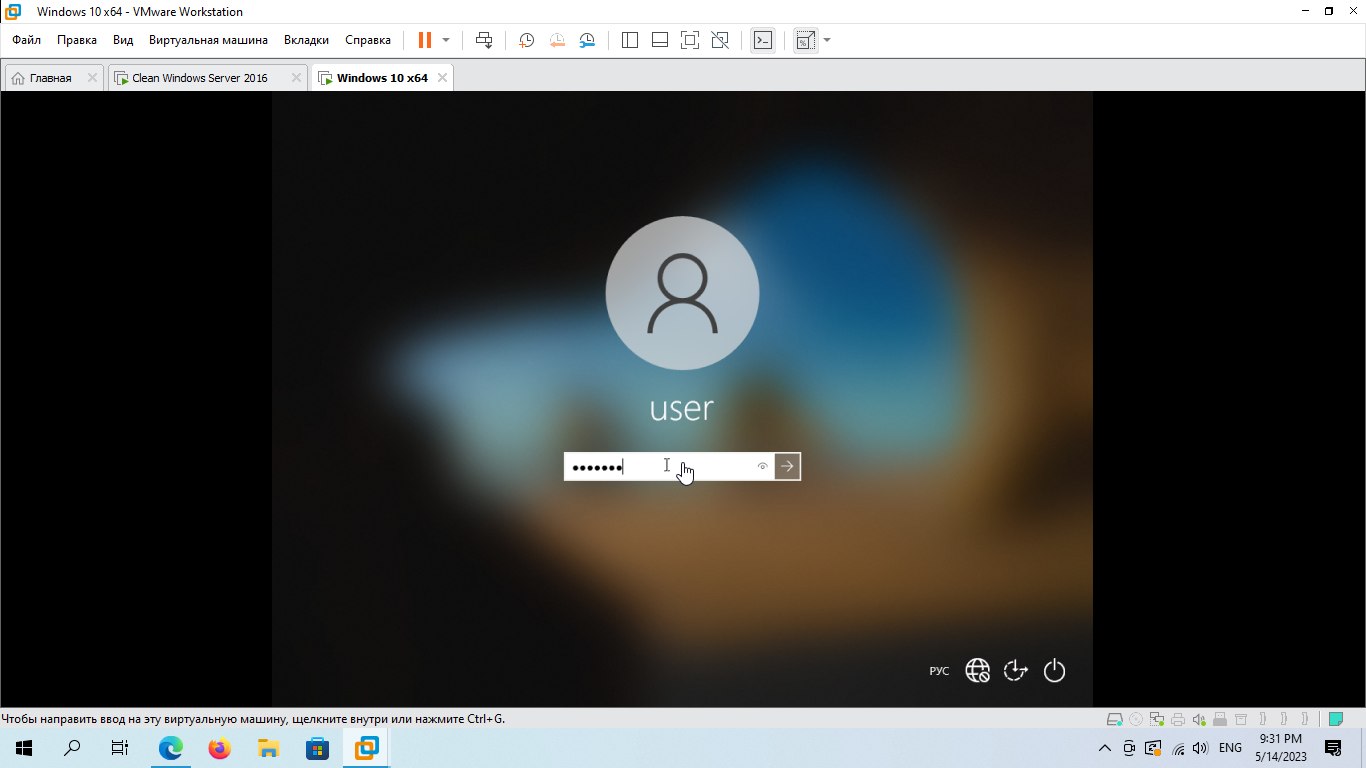 Windows 10 x64 - VMware Workstation
Файл Правка Вид Виртуальная машина Вкладки Справка
Главная Clean Windows Server 2016 Windows 10 x64
user
•••••••
РУС
Чтобы направить ввод на эту виртуальную машину, щелкните внутри или нажмите Ctrl+G.
ENG
9:31 PM
5/14/2023